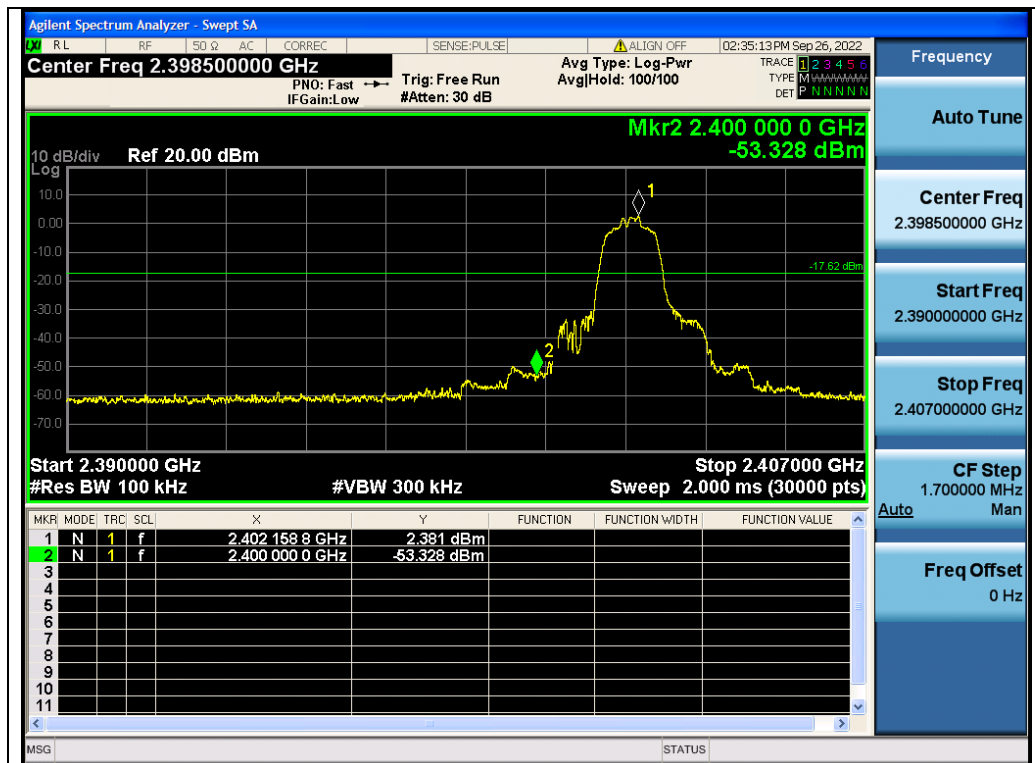 Agilent Spectrum Analyzer - Swept SA
LXI RL RF 50 Ω AC CORREC SENSE:PULSE ALIGN OFF 02:35:13 PM Sep 26, 2022
Center Freq 2.398500000 GHz
PNO: Fast
IFGain:Low
Trig: Free Run
#Atten: 30 dB
Avg Type: Log-Pwr
Avg|Hold: 100/100
TRACE 1 2 3 4 5 6
TYPE M WWWWW
DET P N N N N N
Mkr2 2.400 000 0 GHz
-53.328 dBm
10 dB/div Ref 20.00 dBm
Log
10.0
0.00
-10.0
-20.0
-30.0
-40.0
-50.0
-60.0
-70.0
1
-17.62 dBm
2
Start 2.390000 GHz Stop 2.407000 GHz
#Res BW 100 kHz #VBW 300 kHz Sweep 2.000 ms (30000 pts)
MKR MODE TRC SCL X Y FUNCTION FUNCTION WIDTH FUNCTION VALUE
1 N 1 f 2.402 158 8 GHz 2.381 dBm
2 N 1 f 2.400 000 0 GHz -53.328 dBm
3
4
5
6
7
8
9
10
11
MSG STATUS
Frequency
Auto Tune
Center Freq
2.398500000 GHz
Start Freq
2.390000000 GHz
Stop Freq
2.407000000 GHz
CF Step
1.700000 MHz
Auto Man
Freq Offset
0 Hz